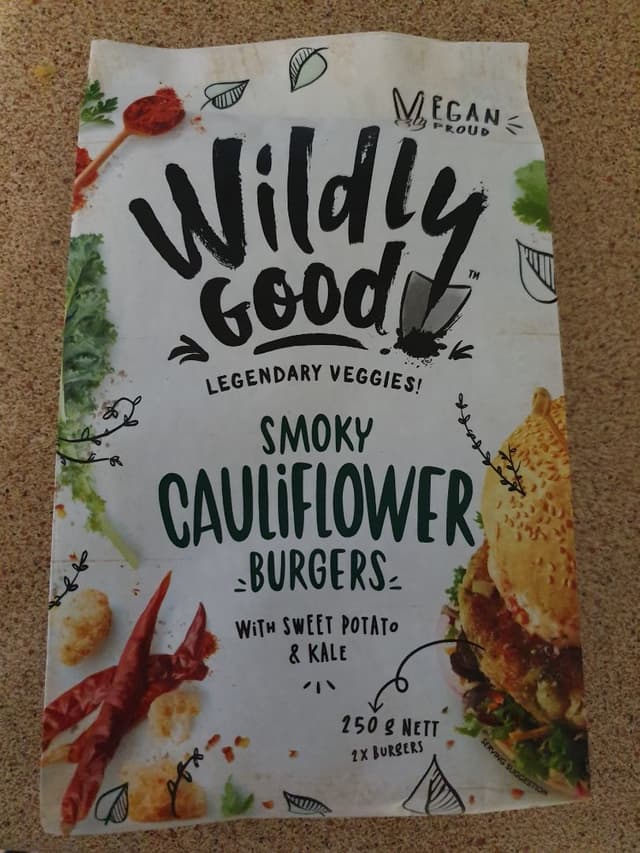 VEGAN
PROUD
Wildly
Good
TM
LEGENDARY VEGGIES!
SMOKY
CAULiFLOWER
BURGERS
WiTH SWEET POTATO
& KALE
250 g NETT
2X BURGERS
SERVING SUGGESTION